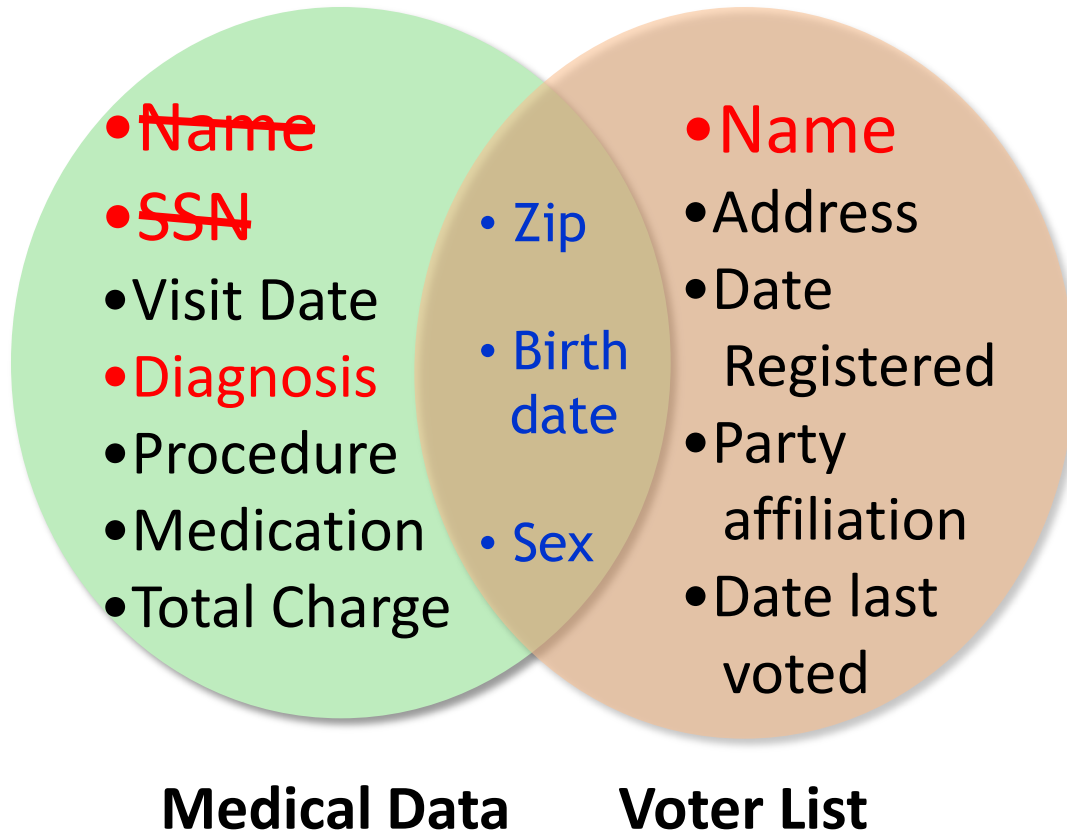 •Name
•SSN
•Visit Date
•Diagnosis
•Procedure
•Medication
•Total Charge
• Zip
• Birth
date
• Sex
•Name
•Address
•Date
Registered
•Party
affiliation
•Date last
voted
Medical Data
Voter List